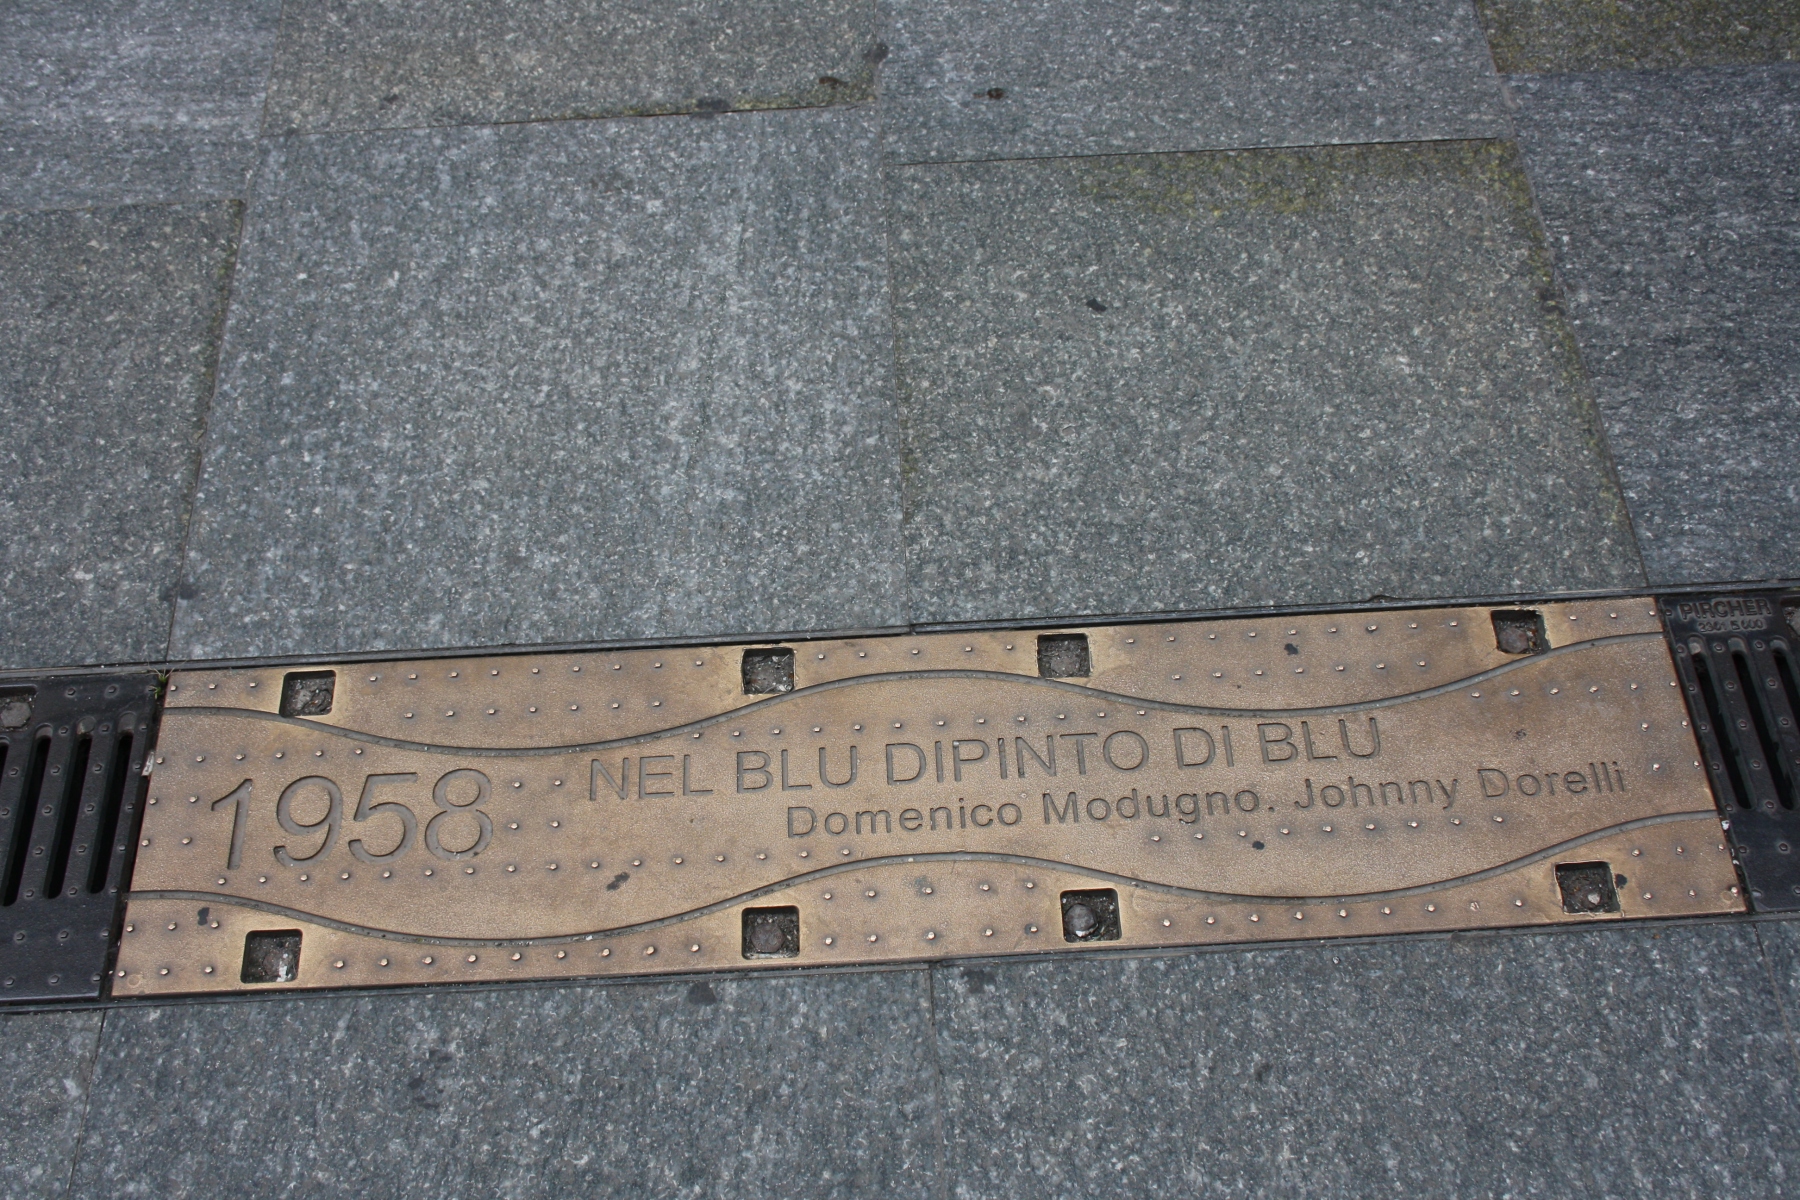 1958
NEL BLU DIPINTO DI BLU
Domenico Modugno. Johnny Dorelli
PIRCHER